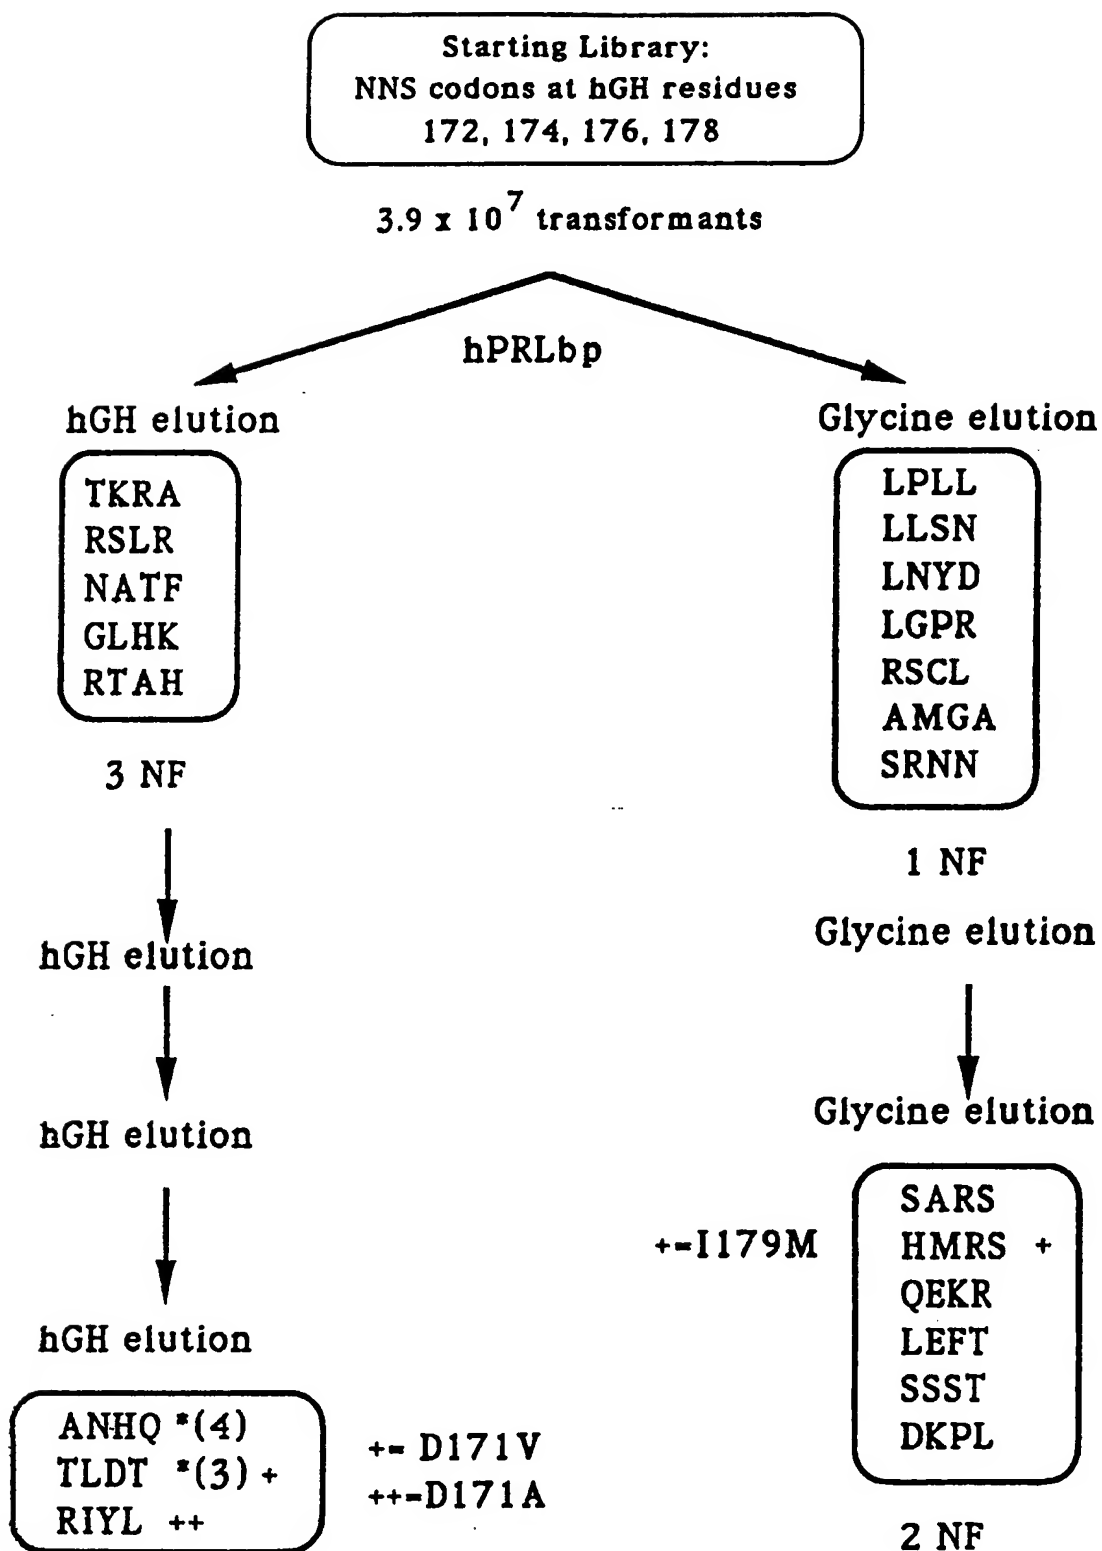 Starting Library:
NNS codons at hGH residues
172, 174, 176, 178
3.9 x 10^7 transformants
hPRLbp
hGH elution
TKRA
RSLR
NATF
GLHK
RTAH
3 NF
hGH elution
hGH elution
hGH elution
ANHQ *(4)
TLDT *(3) +
RIYL ++
+= D171V
++=D171A
Glycine elution
LPLL
LLSN
LNYD
LGPR
RSCL
AMGA
SRNN
1 NF
Glycine elution
Glycine elution
+=I179M
SARS
HMRS +
QEKR
LEFT
SSST
DKPL
2 NF